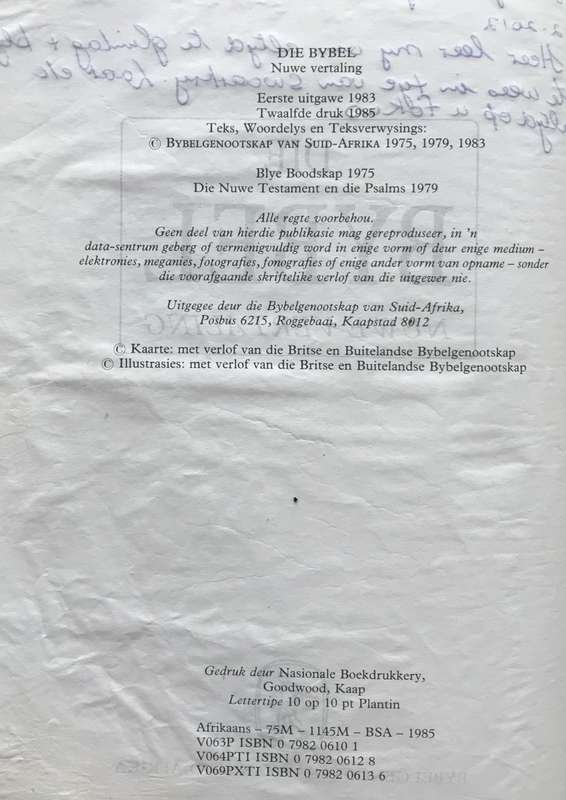 DIE BYBEL
Nuwe vertaling
Eerste uitgawe 1983
Twaalfde druk 1985
Teks, Woordelys en Teksverwysings:
© BYBELGENOOTSKAP VAN SUID-AFRIKA 1975, 1979, 1983
Blye Boodskap 1975
Die Nuwe Testament en die Psalms 1979
Alle regte voorbehou.
Geen deel van hierdie publikasie mag gereproduseer, in 'n
data-sentrum geberg of vermenigvuldig word in enige vorm of deur enige medium –
elektronies, meganies, fotografies, fonografies of enige ander vorm van opname – sonder
die voorafgaande skriftelike verlof van die uitgewer nie.
Uitgegee deur die Bybelgenootskap van Suid-Afrika,
Posbus 6215, Roggebaai, Kaapstad 8012
© Kaarte: met verlof van die Britse en Buitelandse Bybelgenootskap
© Illustrasies: met verlof van die Britse en Buitelandse Bybelgenootskap
Gedruk deur Nasionale Boekdrukkery,
Goodwood, Kaap
Lettertipe 10 op 10 pt Plantin
Afrikaans – 75M – 1145M – BSA – 1985
V063P ISBN 0 7982 0610 1
V064PTI ISBN 0 7982 0612 8
V069PXTI ISBN 0 7982 0613 6